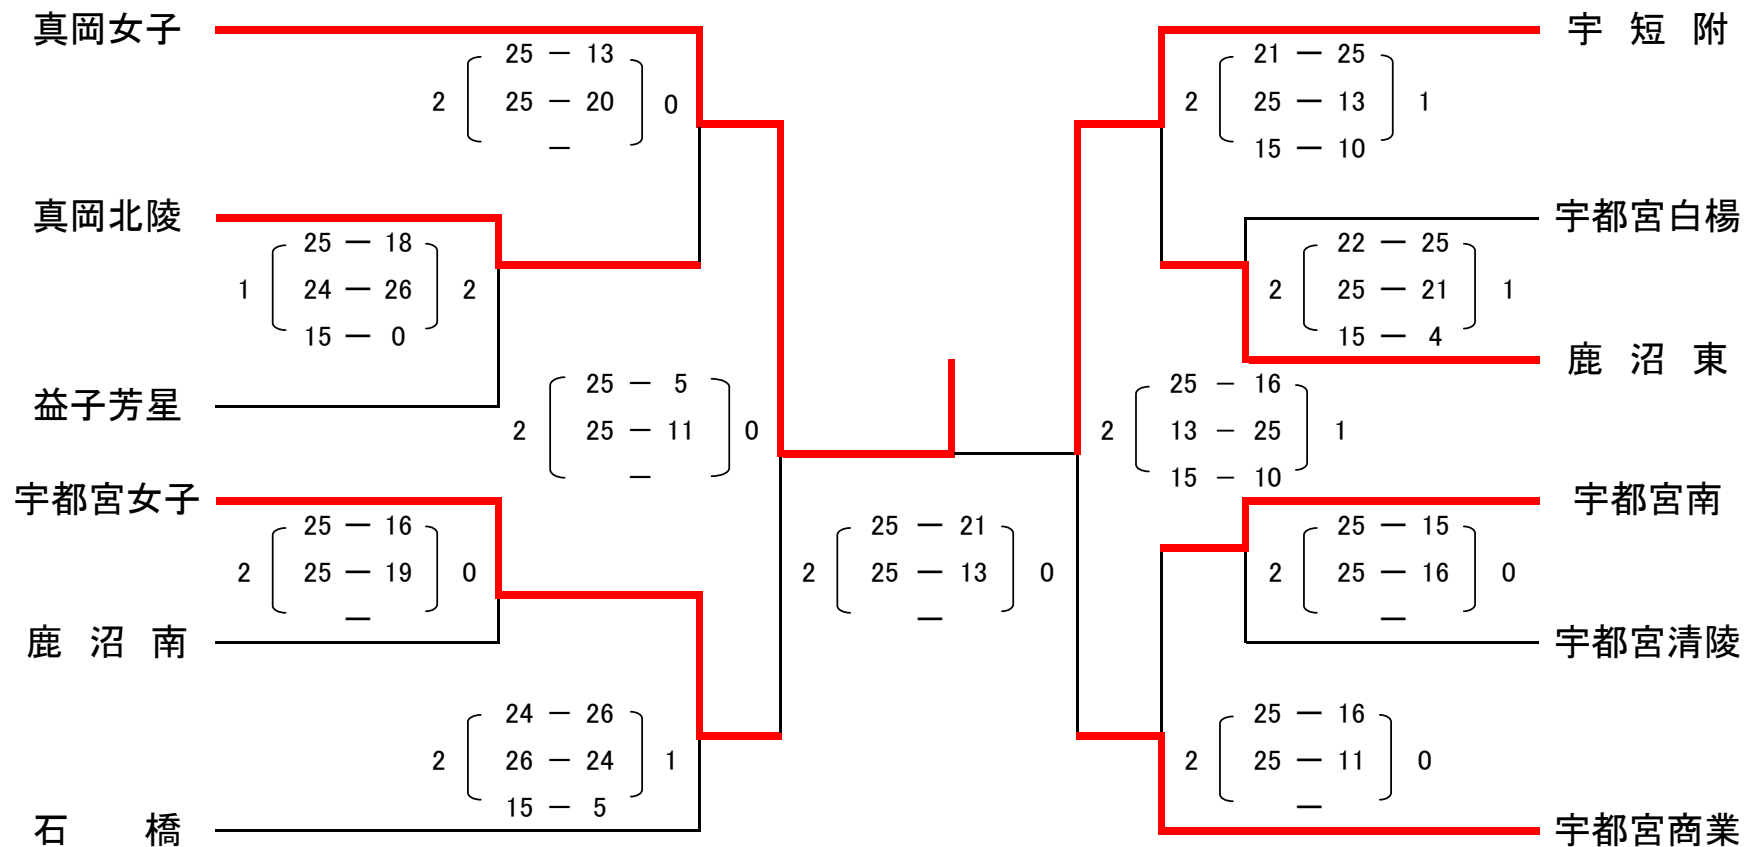 真岡女子
25 － 13
2 25 － 20 0
－
真岡北陵
25 － 18
1 24 － 26 2
15 － 0
益子芳星
25 － 5
2 25 － 11 0
－
宇都宮女子
25 － 16
2 25 － 19 0
－
鹿 沼 南
24 － 26
2 26 － 24 1
15 － 5
石 橋
25 － 21
2 25 － 13 0
－
宇 短 附
21 － 25
2 25 － 13 1
15 － 10
宇都宮白楊
22 － 25
2 25 － 21 1
15 － 4
鹿 沼 東
25 － 16
2 13 － 25 1
15 － 10
宇都宮南
25 － 15
2 25 － 16 0
－
宇都宮清陵
25 － 16
2 25 － 11 0
－
宇都宮商業